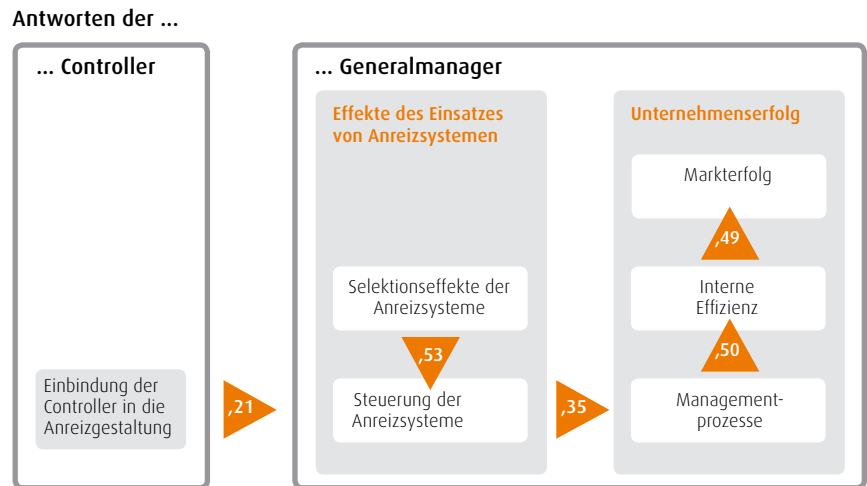 Antworten der ...
... Controller
Einbindung der
Controller in die
Anreizgestaltung
,21
... Generalmanager
Effekte des Einsatzes
von Anreizsystemen
Selektionseffekte der
Anreizsysteme
,53
Steuerung der
Anreizsysteme
,35
Unternehmenserfolg
Markterfolg
,49
Interne
Effizienz
,50
Management-
prozesse